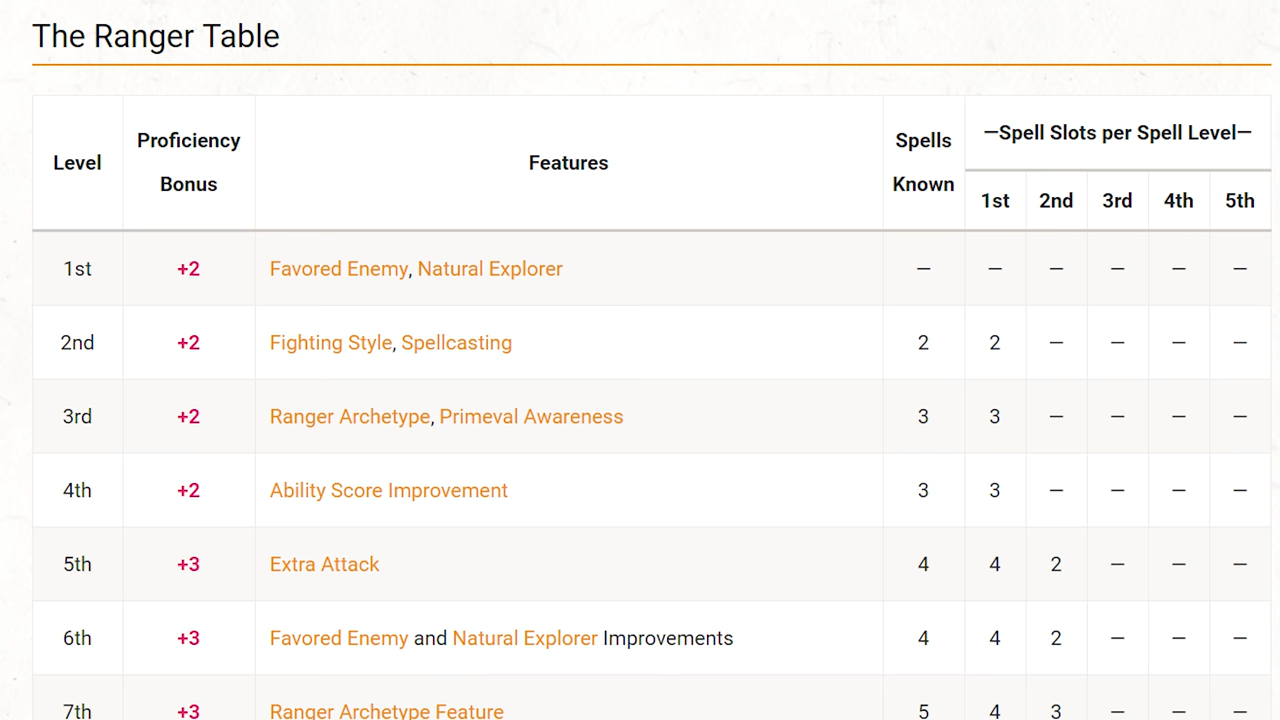 The Ranger Table
Level Proficiency Bonus Features Spells Known —Spell Slots per Spell Level—
1st 2nd 3rd 4th 5th
1st +2 Favored Enemy, Natural Explorer — — — — — —
2nd +2 Fighting Style, Spellcasting 2 2 — — — —
3rd +2 Ranger Archetype, Primeval Awareness 3 3 — — — —
4th +2 Ability Score Improvement 3 3 — — — —
5th +3 Extra Attack 4 4 2 — — —
6th +3 Favored Enemy and Natural Explorer Improvements 4 4 2 — — —
7th +3 Ranger Archetype Feature 5 4 3 — — —